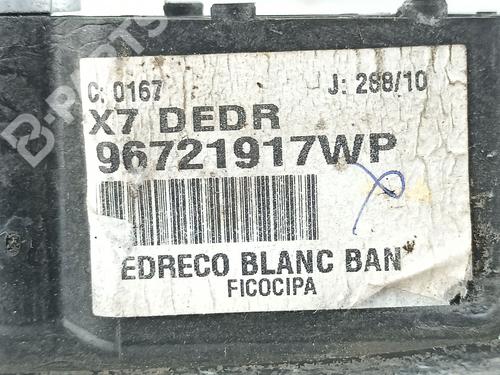 C: 0167 J: 288/10
X7 DEDR
96721917WP
EDRECO BLANC BAN
FICOCIPA
B-PARTS